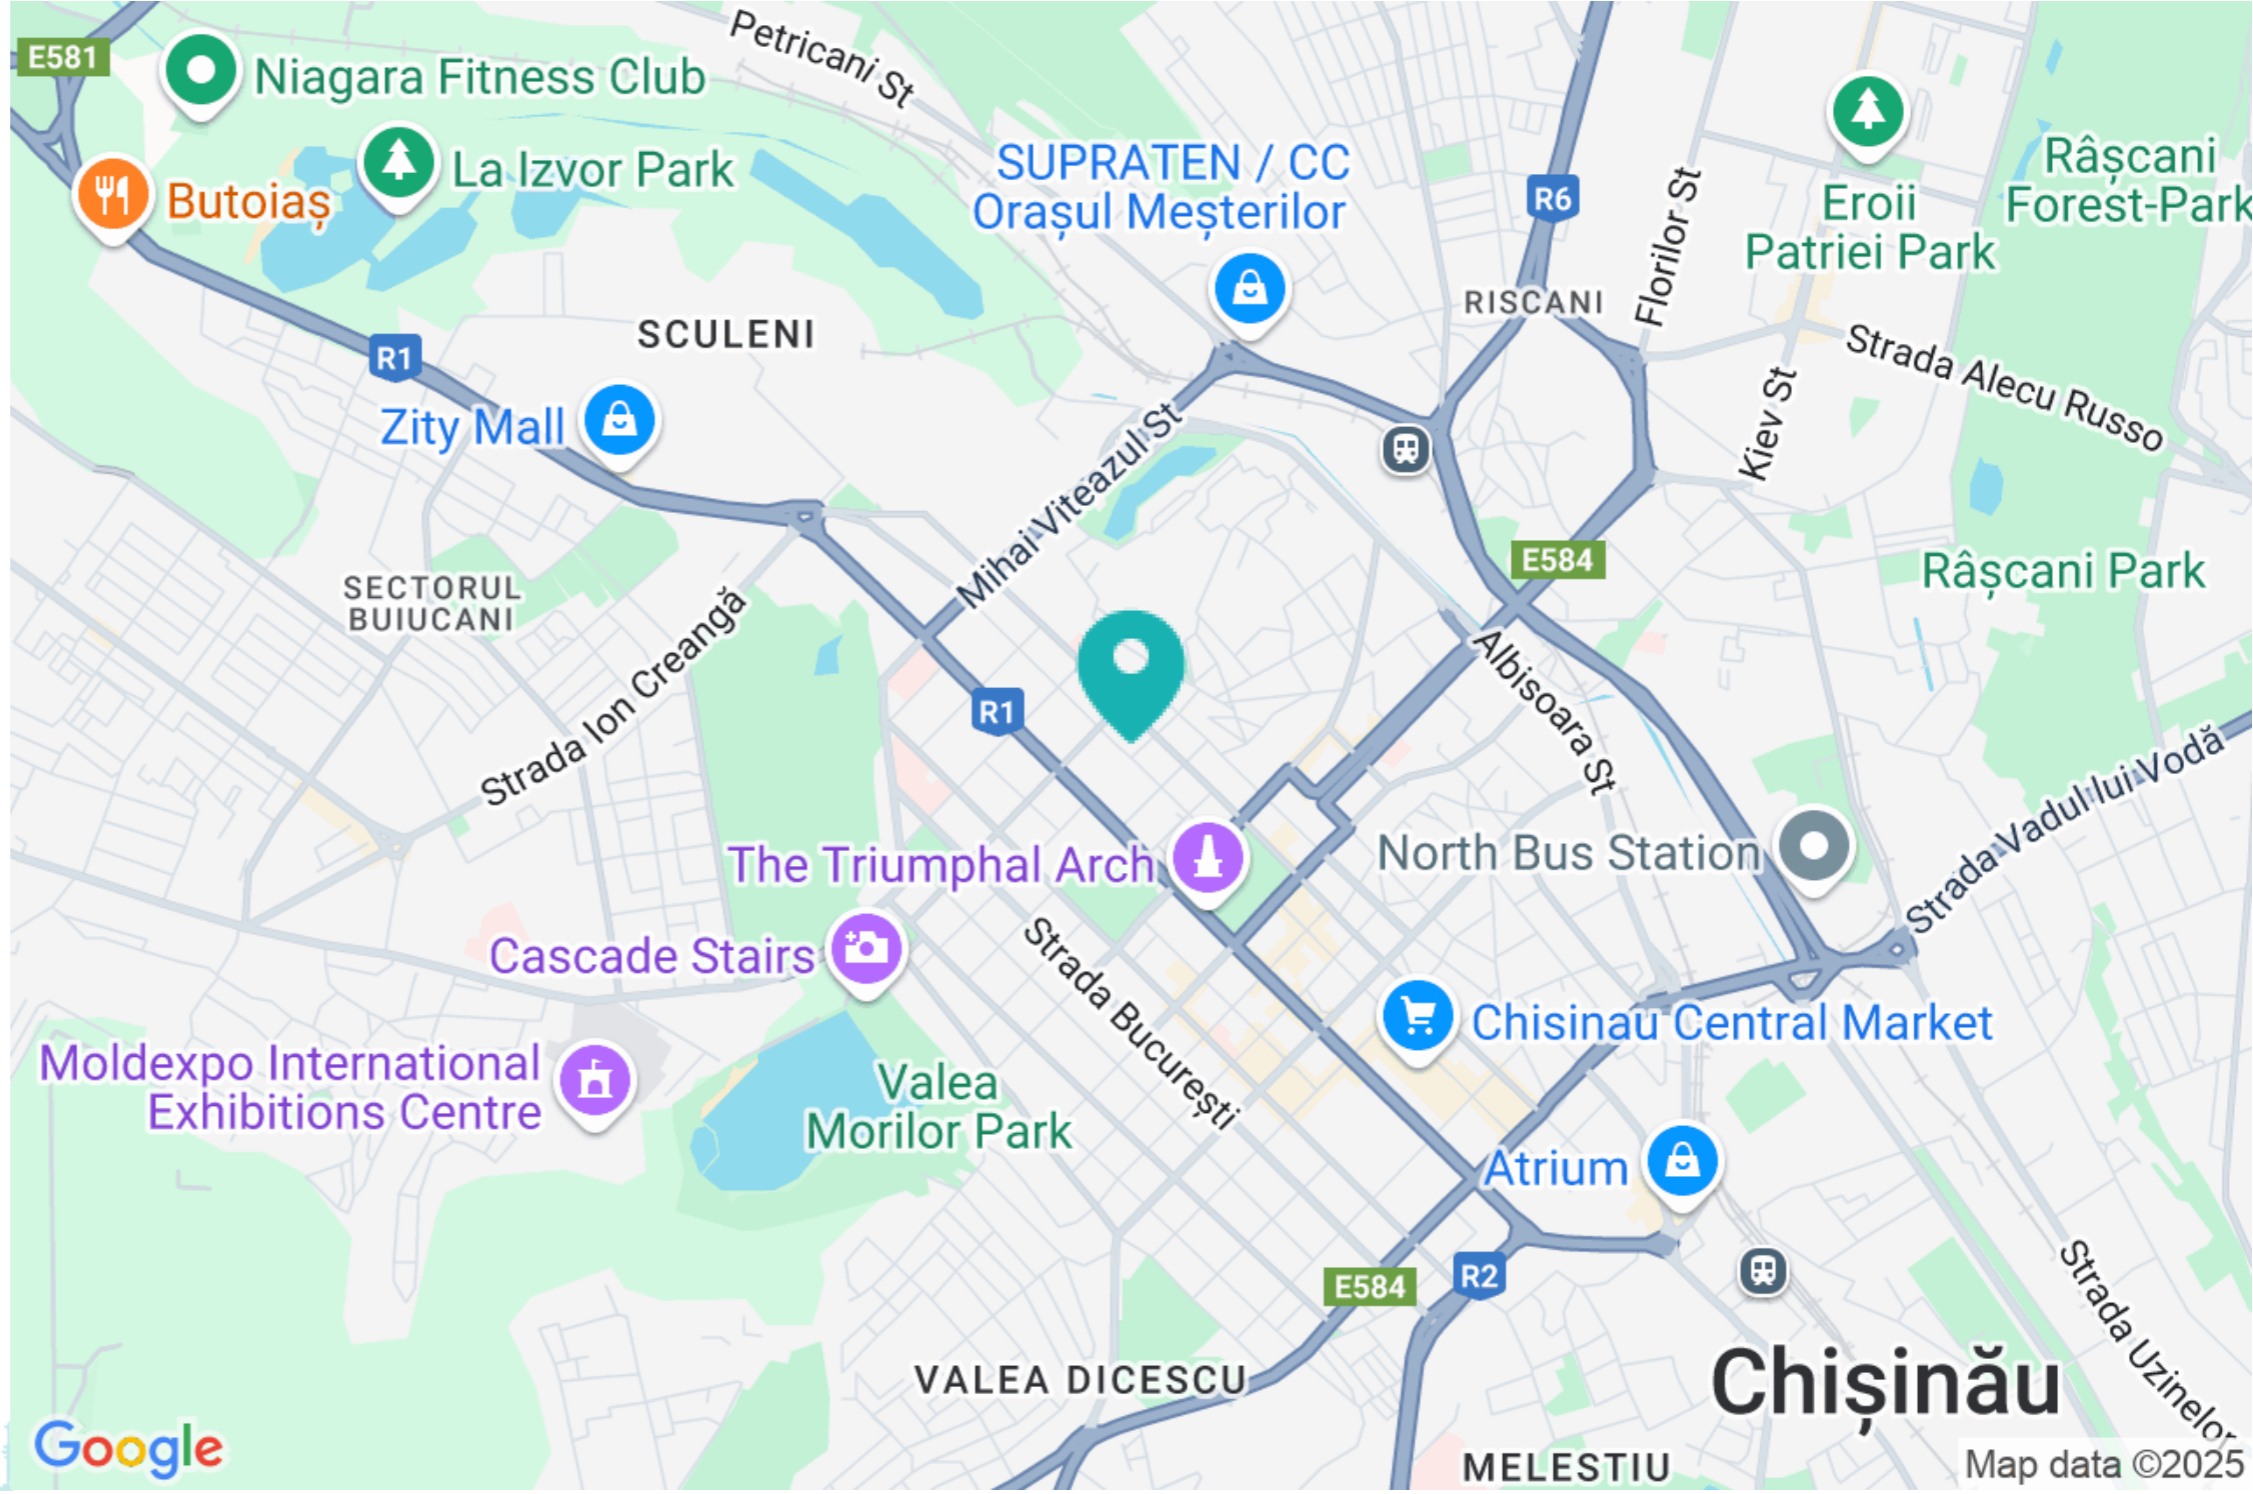 Petricani St
E581
Niagara Fitness Club
La Izvor Park
SUPRATEN / CC
Orașul Meșterilor
Butoiaș
R6
Florilor St
Eroii
Patriei Park
Râșcani
Forest-Park
RISCANI
SCULENI
R1
Strada Alecu Russo
Zity Mall
Kiev St
Mihai Viteazul St
E584
Râșcani Park
SECTORUL
BUIUCANI
Strada Ion Creangă
R1
Albisoara St
Strada Vadul lui Vodă
The Triumphal Arch
North Bus Station
Cascade Stairs
Strada București
Chisinau Central Market
Moldexpo International
Exhibitions Centre
Valea
Morilor Park
Atrium
E584
R2
Strada Uzinelor
VALEA DICESCU
Chișinău
Google
MELESTIU
Map data ©2025